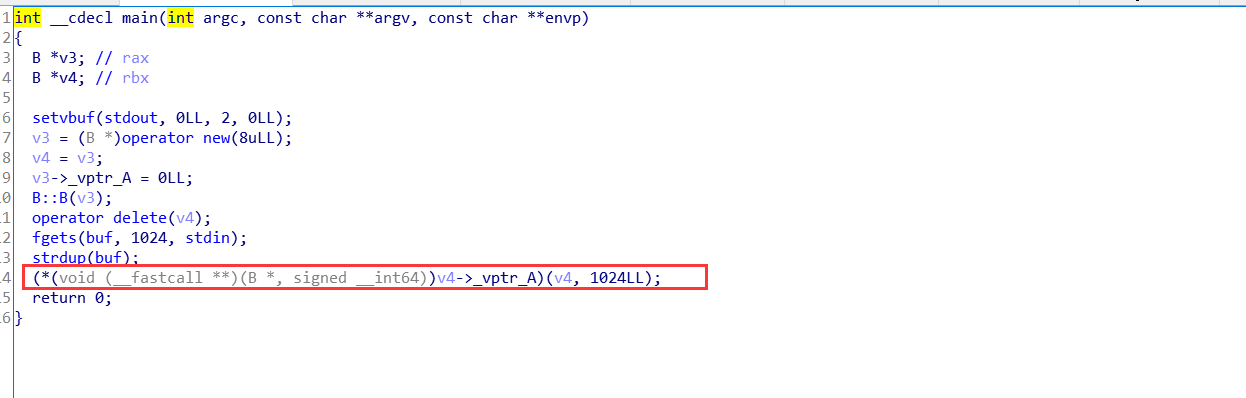 1 int __cdecl main(int argc, const char **argv, const char **envp)
2 {
3   B *v3; // rax
4   B *v4; // rbx
5
6   setvbuf(stdout, 0LL, 2, 0LL);
7   v3 = (B *)operator new(8uLL);
8   v4 = v3;
9   v3->_vptr_A = 0LL;
0   B::B(v3);
1   operator delete(v4);
2   fgets(buf, 1024, stdin);
3   strdup(buf);
4   (*(void (__fastcall **)(B *, signed __int64))v4->_vptr_A)(v4, 1024LL);
5   return 0;
6 }